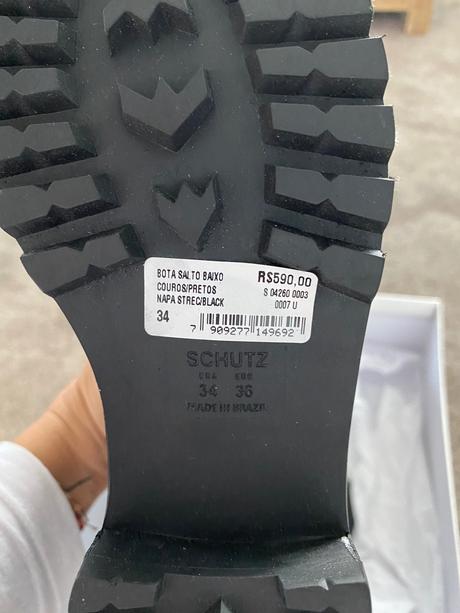 BOTA SALTO BAIXO R$590,00
COUROS/PRETOS S 04260 0003
NAPA STREC/BLACK 0007 U
34 7 909277 149692
SCHUTZ
BRA EUR
34 36
MADE IN BRAZIL